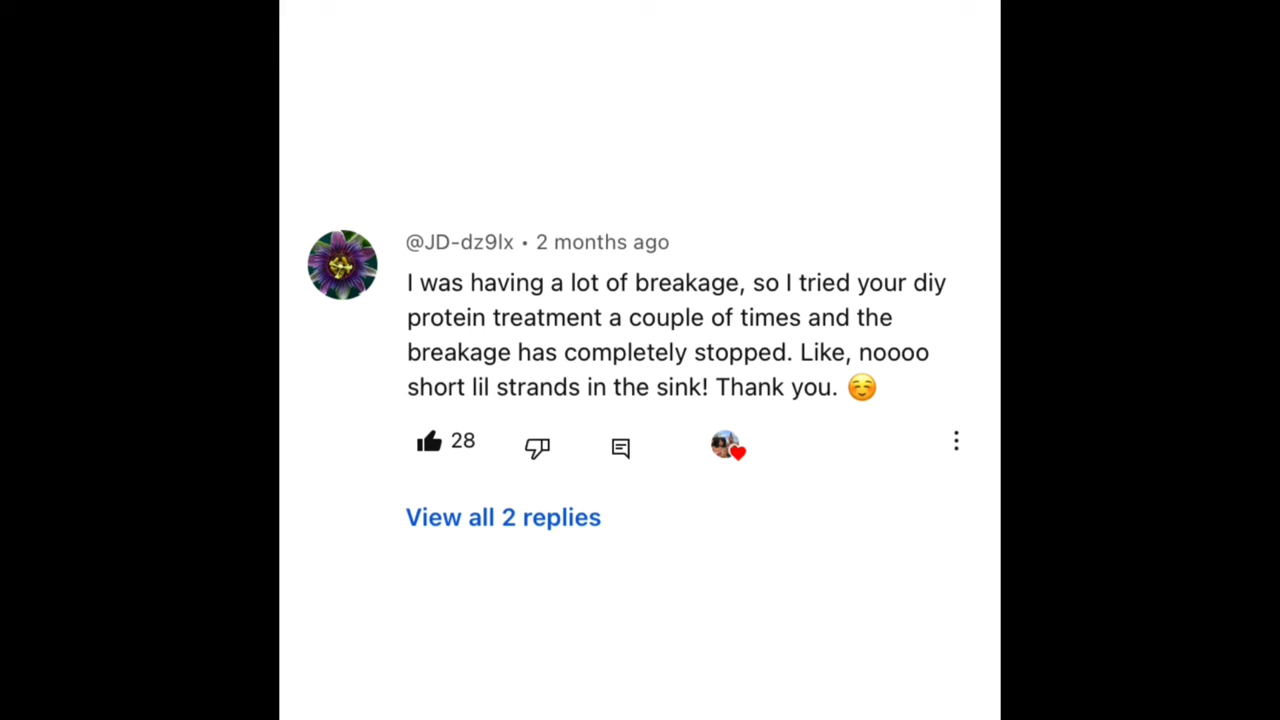 @JD-dz9lx • 2 months ago
I was having a lot of breakage, so I tried your diy
protein treatment a couple of times and the
breakage has completely stopped. Like, noooo
short lil strands in the sink! Thank you. ☺️
28
View all 2 replies